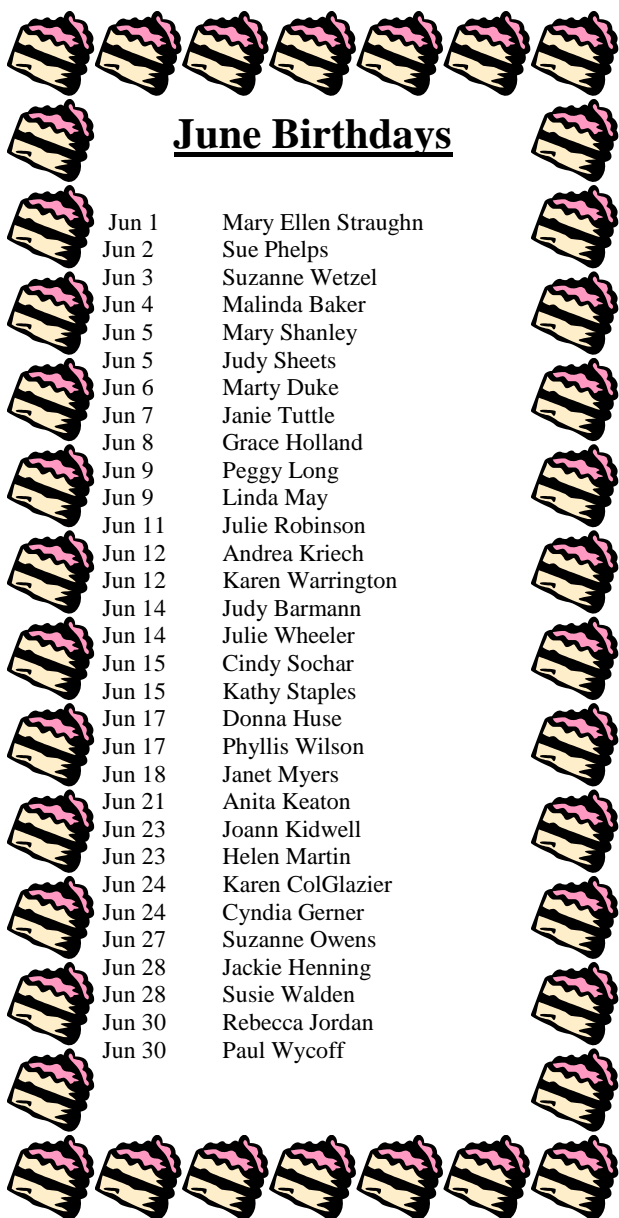 June Birthdays
Jun 1 Mary Ellen Straughn
Jun 2 Sue Phelps
Jun 3 Suzanne Wetzel
Jun 4 Malinda Baker
Jun 5 Mary Shanley
Jun 5 Judy Sheets
Jun 6 Marty Duke
Jun 7 Janie Tuttle
Jun 8 Grace Holland
Jun 9 Peggy Long
Jun 9 Linda May
Jun 11 Julie Robinson
Jun 12 Andrea Kriech
Jun 12 Karen Warrington
Jun 14 Judy Barmann
Jun 14 Julie Wheeler
Jun 15 Cindy Sochar
Jun 15 Kathy Staples
Jun 17 Donna Huse
Jun 17 Phyllis Wilson
Jun 18 Janet Myers
Jun 21 Anita Keaton
Jun 23 Joann Kidwell
Jun 23 Helen Martin
Jun 24 Karen ColGlazier
Jun 24 Cyndia Gerner
Jun 27 Suzanne Owens
Jun 28 Jackie Henning
Jun 28 Susie Walden
Jun 30 Rebecca Jordan
Jun 30 Paul Wycoff